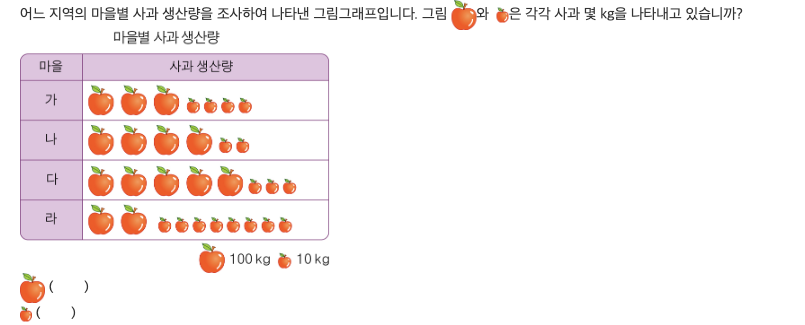 어느 지역의 마을별 사과 생산량을 조사하여 나타낸 그림그래프입니다. 그림 와 은 각각 사과 몇 kg을 나타내고 있습니까?
마을별 사과 생산량
마을 사과 생산량
가
나
다
라
100 kg 10 kg
( )
( )